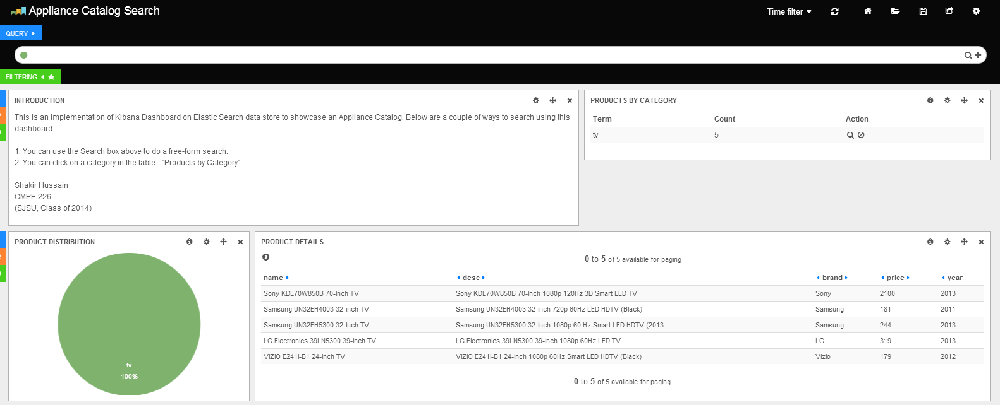 Appliance Catalog Search
Time filter
QUERY
FILTERING
INTRODUCTION
This is an implementation of Kibana Dashboard on Elastic Search data store to showcase an Appliance Catalog. Below are a couple of ways to search using this
dashboard:
1. You can use the Search box above to do a free-form search.
2. You can click on a category in the table - "Products by Category"
Shakir Hussain
CMPE 226
(SJSU, Class of 2014)
PRODUCTS BY CATEGORY
Term Count Action
tv 5
PRODUCT DISTRIBUTION
tv
100%
PRODUCT DETAILS
0 to 5 of 5 available for paging
name desc brand price year
Sony KDL70W850B 70-Inch TV Sony KDL70W850B 70-Inch 1080p 120Hz 3D Smart LED TV Sony 2100 2013
Samsung UN32EH4003 32-inch TV Samsung UN32EH4003 32-inch 720p 60Hz LED HDTV (Black) Samsung 181 2011
Samsung UN32EH5300 32-Inch TV Samsung UN32EH5300 32-Inch 1080p 60 Hz Smart LED HDTV (2013 ... Samsung 244 2013
LG Electronics 39LN5300 39-Inch TV LG Electronics 39LN5300 39-Inch 1080p 60Hz LED TV LG 319 2013
VIZIO E241i-B1 24-Inch TV VIZIO E241i-B1 24-Inch 1080p 60Hz Smart LED HDTV (Black) Vizio 179 2012
0 to 5 of 5 available for paging